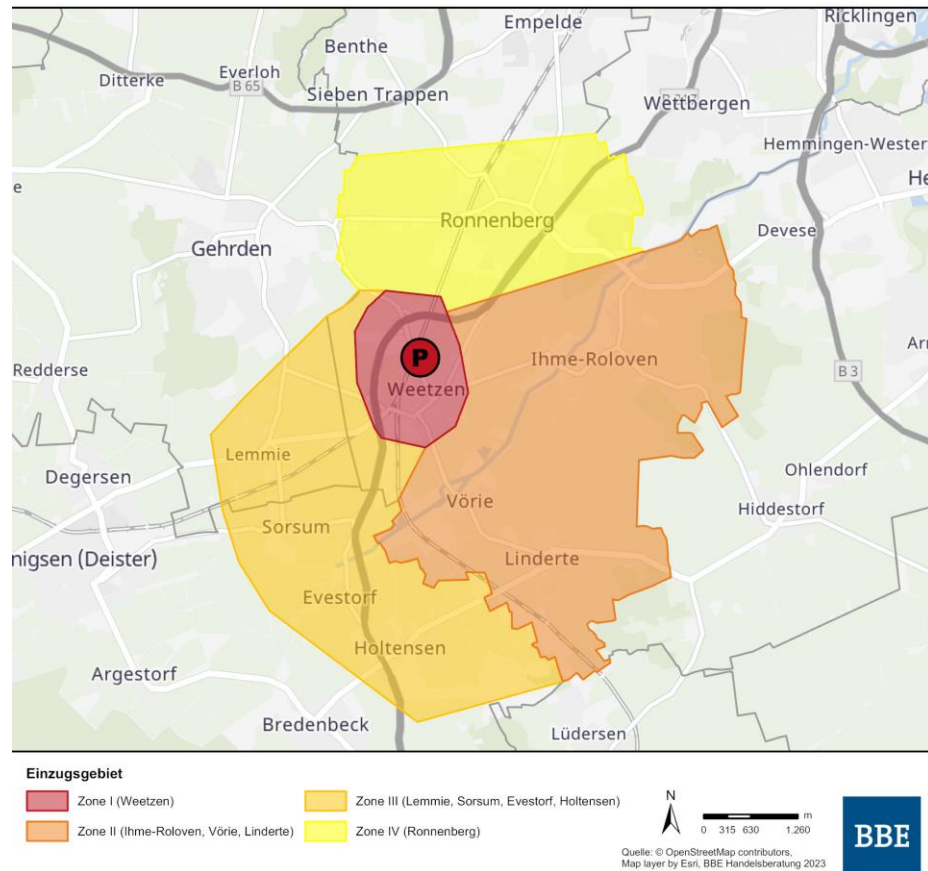 Empelde
Ricklingen
Benthe
Everloh
Ditterke
B 65
Sieben Trappen
Wettbergen
Hemmingen-Wester
e
He
Ronnenberg
Devese
Gehrden
Ihme-Roloven
Redderse
Ar
P
B 3
Weetzen
Lemmie
Degersen
Ohlendorf
Vörie
Hiddestorf
Sorsum
nigsen (Deister)
Linderte
Evestorf
Holtensen
Argestorf
Bredenbeck
Lüdersen
Einzugsgebiet
Zone I (Weetzen)
Zone II (Ihme-Roloven, Vörie, Linderte)
Zone III (Lemmie, Sorsum, Evestorf, Holtensen)
Zone IV (Ronnenberg)
N
m
0 315 630 1.260
Quelle: © OpenStreetMap contributors,
Map layer by Esri, BBE Handelsberatung 2023
BBE